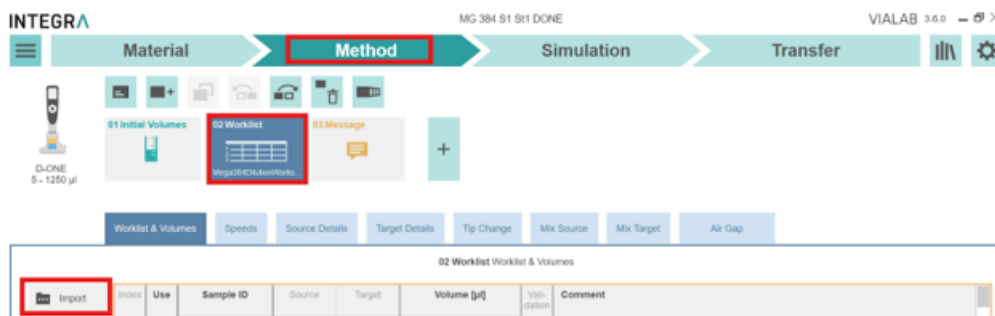 INTEGRA
MG 384 S1 St1 DONE
VIALAB 3.6.0
Material
Method
Simulation
Transfer
01 Initial Volumes
02 Worklist
03 Message
Mega384DilutionWorks...
+
D-ONE
5 - 1250 µl
Worklist & Volumes
Speeds
Source Details
Target Details
Tip Change
Mix Source
Mix Target
Air Gap
02 Worklist Worklist & Volumes
Import
Index
Use
Sample ID
Source
Target
Volume [µl]
Vali-
dation
Comment